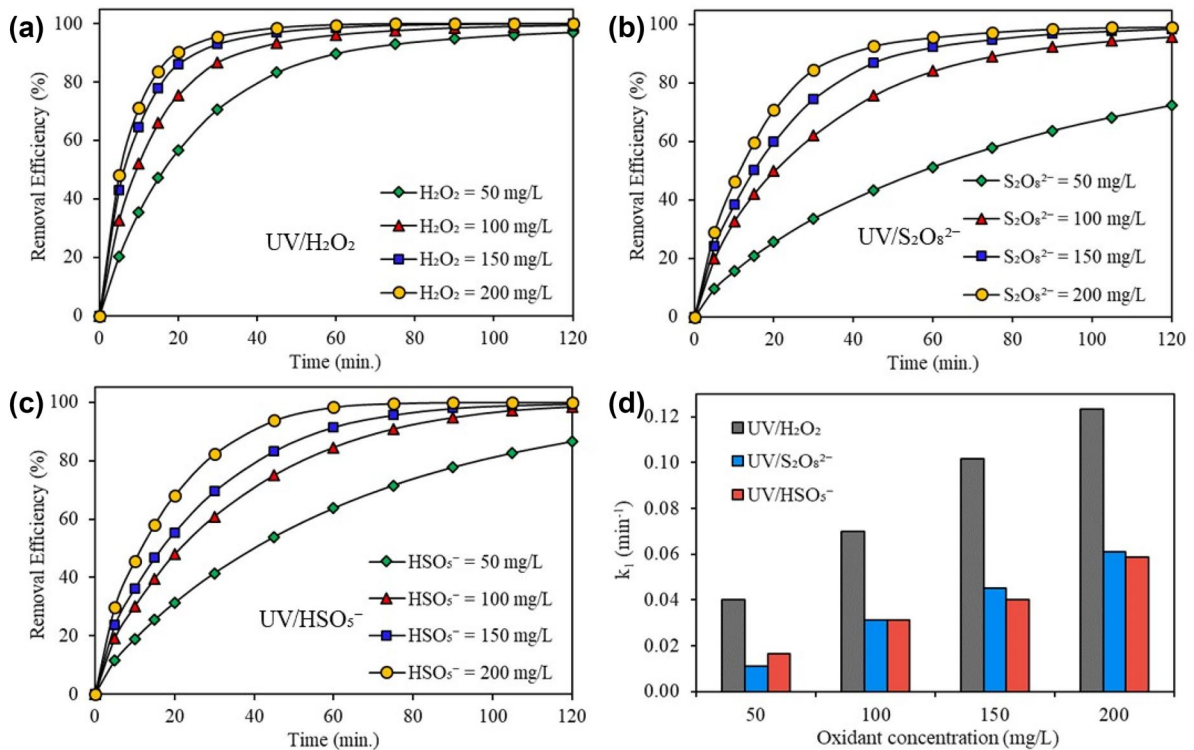 (a)
100
80
60
40
20
0
Removal Efficiency (%)
H₂O₂ = 50 mg/L
H₂O₂ = 100 mg/L
H₂O₂ = 150 mg/L
H₂O₂ = 200 mg/L
UV/H₂O₂
0 20 40 60 80 100 120
Time (min.)
(b)
100
80
60
40
20
0
Removal Efficiency (%)
S₂O₈²⁻ = 50 mg/L
S₂O₈²⁻ = 100 mg/L
S₂O₈²⁻ = 150 mg/L
S₂O₈²⁻ = 200 mg/L
UV/S₂O₈²⁻
0 20 40 60 80 100 120
Time (min.)
(c)
100
80
60
40
20
0
Removal Efficiency (%)
HSO₅⁻ = 50 mg/L
HSO₅⁻ = 100 mg/L
HSO₅⁻ = 150 mg/L
HSO₅⁻ = 200 mg/L
UV/HSO₅⁻
0 20 40 60 80 100 120
Time (min.)
(d)
0.12
0.10
0.08
0.06
0.04
0.02
0.00
k₁ (min⁻¹)
UV/H₂O₂
UV/S₂O₈²⁻
UV/HSO₅⁻
50 100 150 200
Oxidant concentration (mg/L)